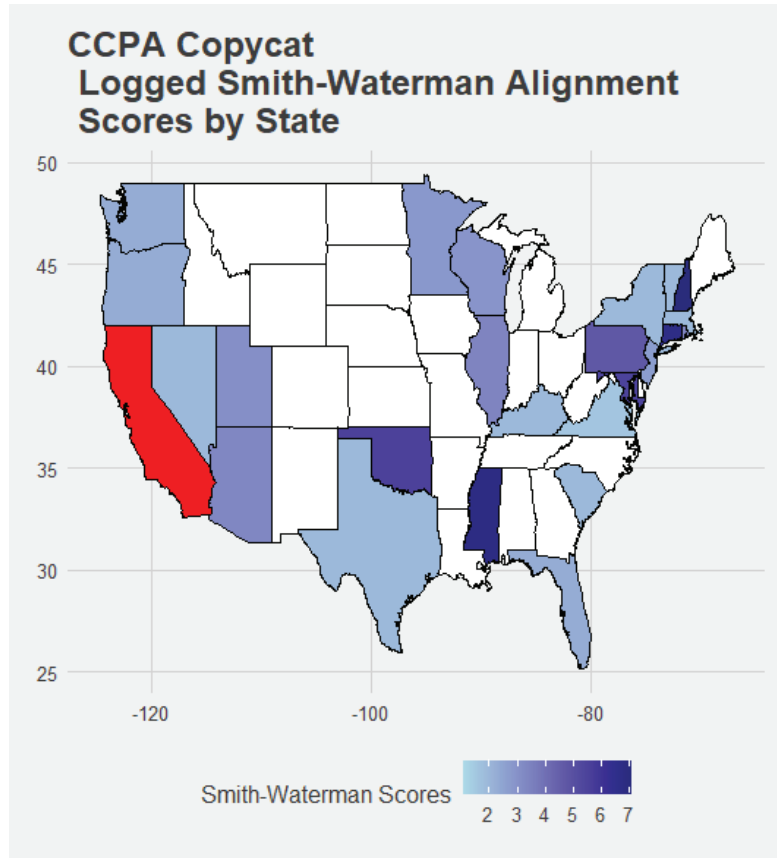 CCPA Copycat
Logged Smith-Waterman Alignment
Scores by State
50
45
40
35
30
25
-120 -100 -80
Smith-Waterman Scores
2 3 4 5 6 7